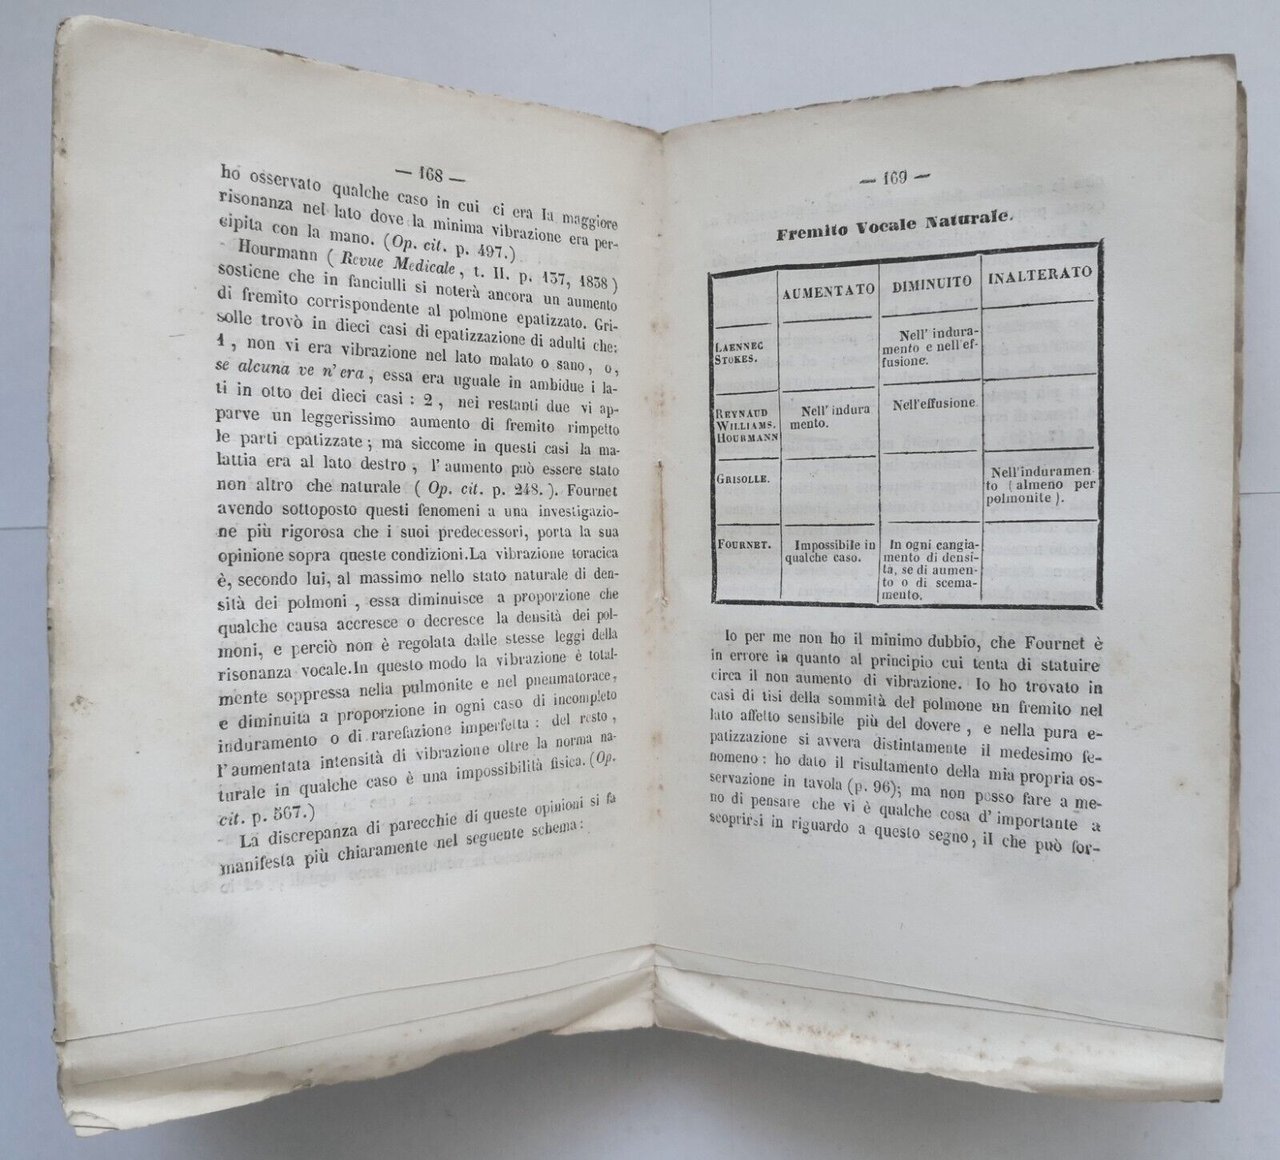 — 168 —
ho osservato qualche caso in cui ci era la maggiore
risonanza nel lato dove la minima vibrazione era per-
cipita con la mano. (Op. cit. p. 497.)
Hourmann ( Revue Medicale, t. II. p. 137, 1838 )
sostiene che in fanciulli si noterà ancora un aumento
di fremito corrispondente al polmone epatizzato. Gri-
solle trovò in dieci casi di epatizzazione di adulti che:
1 , non vi era vibrazione nel lato malato o sano, o,
se alcuna ve n'era, essa era uguale in ambidue i la-
ti in otto dei dieci casi : 2 , nei restanti due vi ap-
parve un leggerissimo aumento di fremito rimpetto
le parti epatizzate ; ma siccome in questi casi la ma-
lattia era al lato destro , l'aumento può essere stato
non altro che naturale ( Op. cit. p. 248. ). Fournet
avendo sottoposto questi fenomeni a una investigazio-
ne più rigorosa che i suoi predecessori, porta la sua
opinione sopra queste condizioni.La vibrazione toracica
è, secondo lui, al massimo nello stato naturale di den-
sità dei polmoni , essa diminuisce a proporzione che
qualche causa accresce o decresce la densità dei pol-
moni, e perciò non è regolata dalle stesse leggi della
risonanza vocale.In questo modo la vibrazione è total-
mente soppressa nella pulmonite e nel pneumatorace,
e diminuita a proporzione in ogni caso di incompleto
induramento o di rarefazione imperfetta : del resto ,
l'aumentata intensità di vibrazione oltre la norma na-
turale in qualche caso è una impossibilità fisica. (Op.
cit. p. 567.)
La discrepanza di parecchie di queste opinioni si fa
manifesta più chiaramente nel seguente schema:
— 169 —
Fremito Vocale Naturale.
AUMENTATO DIMINUITO INALTERATO
LAENNEC
STOKES.
Nell' indura-
mento e nell'ef-
fusione.
REYNAUD
WILLIAMS.
HOURMANN
Nell' indura
mento.
Nell'effusione.
GRISOLLE.
Nell'induramen-
to (almeno per
polmonite ).
FOURNET.
Impossibile in
qualche caso.
In ogni cangia-
mento di densi-
tà, se di aumen-
to o di scema-
mento.
Io per me non ho il minimo dubbio, che Fournet è
in errore in quanto al principio cui tenta di statuire
circa il non aumento di vibrazione. Io ho trovato in
casi di tisi della sommità del polmone un fremito nel
lato affetto sensibile più del dovere , e nella pura e-
patizzazione si avvera distintamente il medesimo fe-
nomeno : ho dato il risultamento della mia propria os-
servazione in tavola (p. 96); ma non posso fare a me-
no di pensare che vi è qualche cosa d' importante a
scoprirsi in riguardo a questo segno, il che può for-